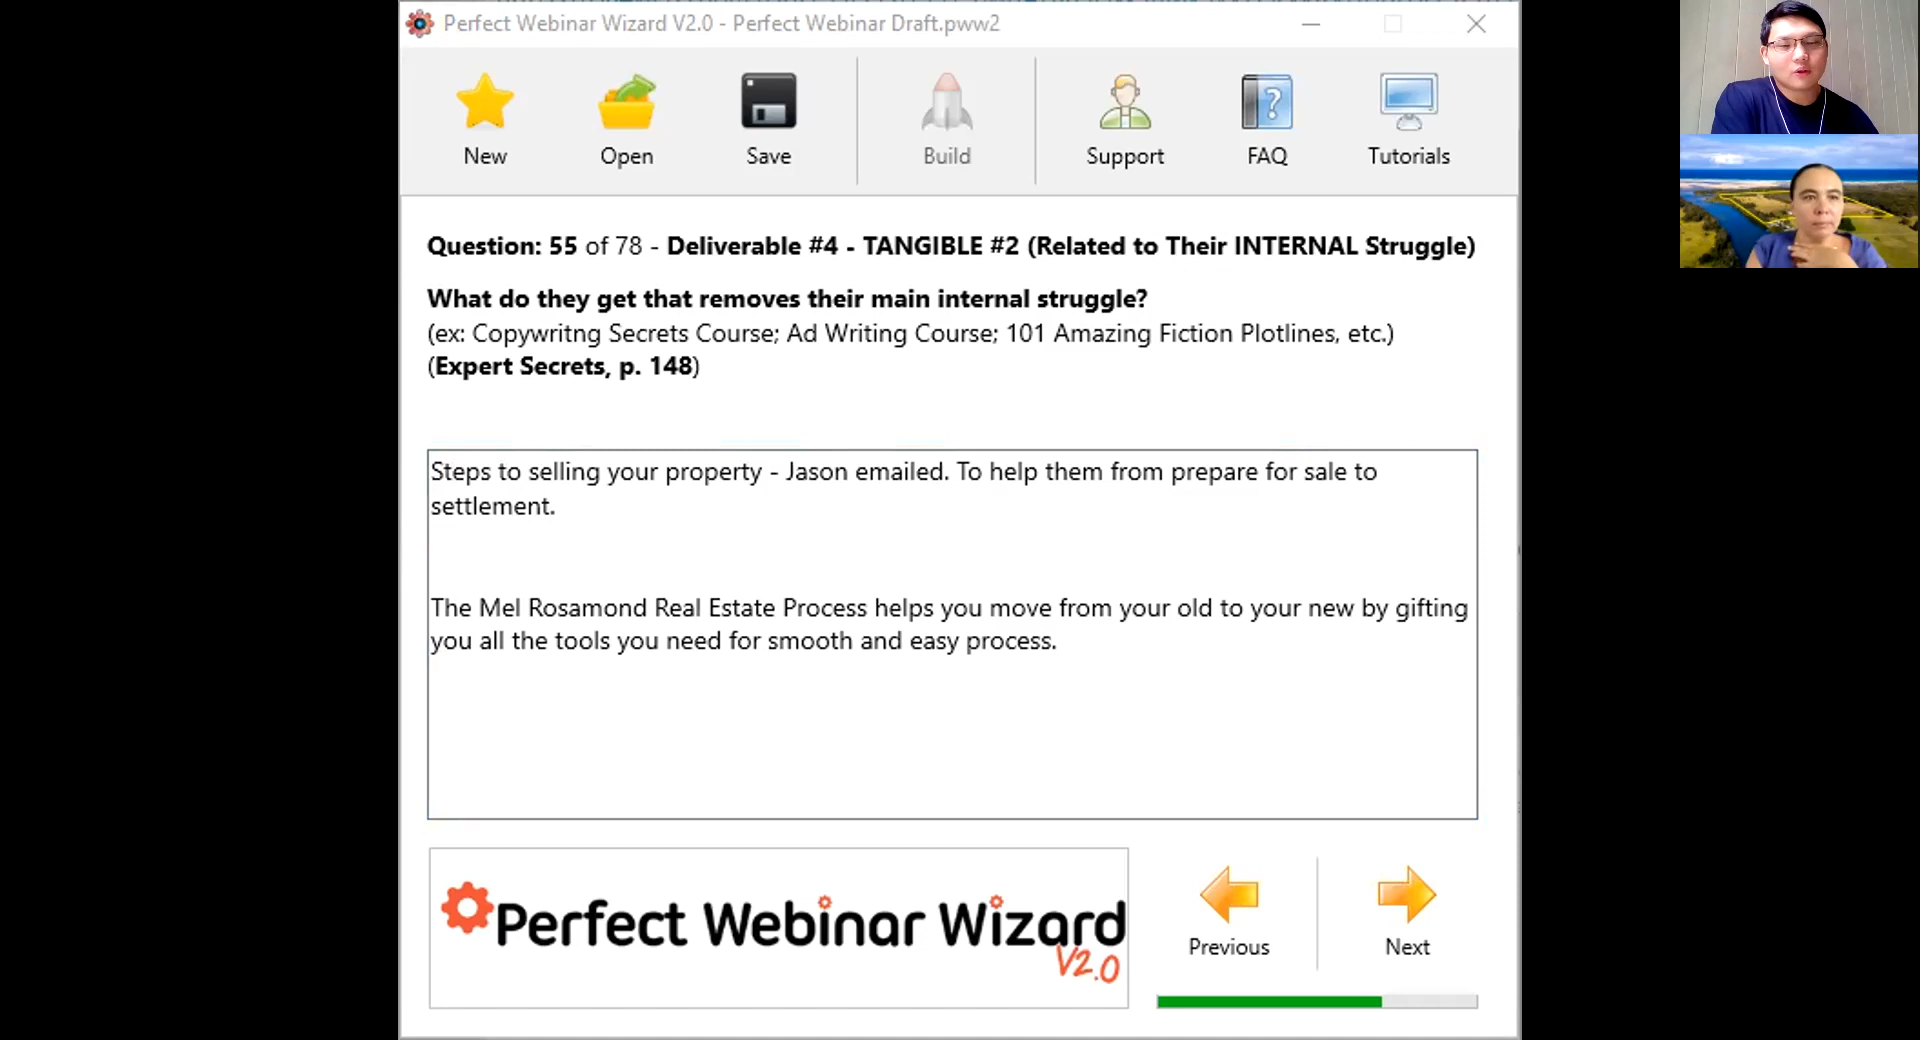 Perfect Webinar Wizard V2.0 - Perfect Webinar Draft.pww2
New
Open
Save
Build
Support
FAQ
Tutorials
Question: 55 of 78 - Deliverable #4 - TANGIBLE #2 (Related to Their INTERNAL Struggle)
What do they get that removes their main internal struggle?
(ex: Copywritng Secrets Course; Ad Writing Course; 101 Amazing Fiction Plotlines, etc.)
(Expert Secrets, p. 148)
Steps to selling your property - Jason emailed. To help them from prepare for sale to
settlement.
The Mel Rosamond Real Estate Process helps you move from your old to your new by gifting
you all the tools you need for smooth and easy process.
Perfect Webinar Wizard
V2.0
Previous
Next